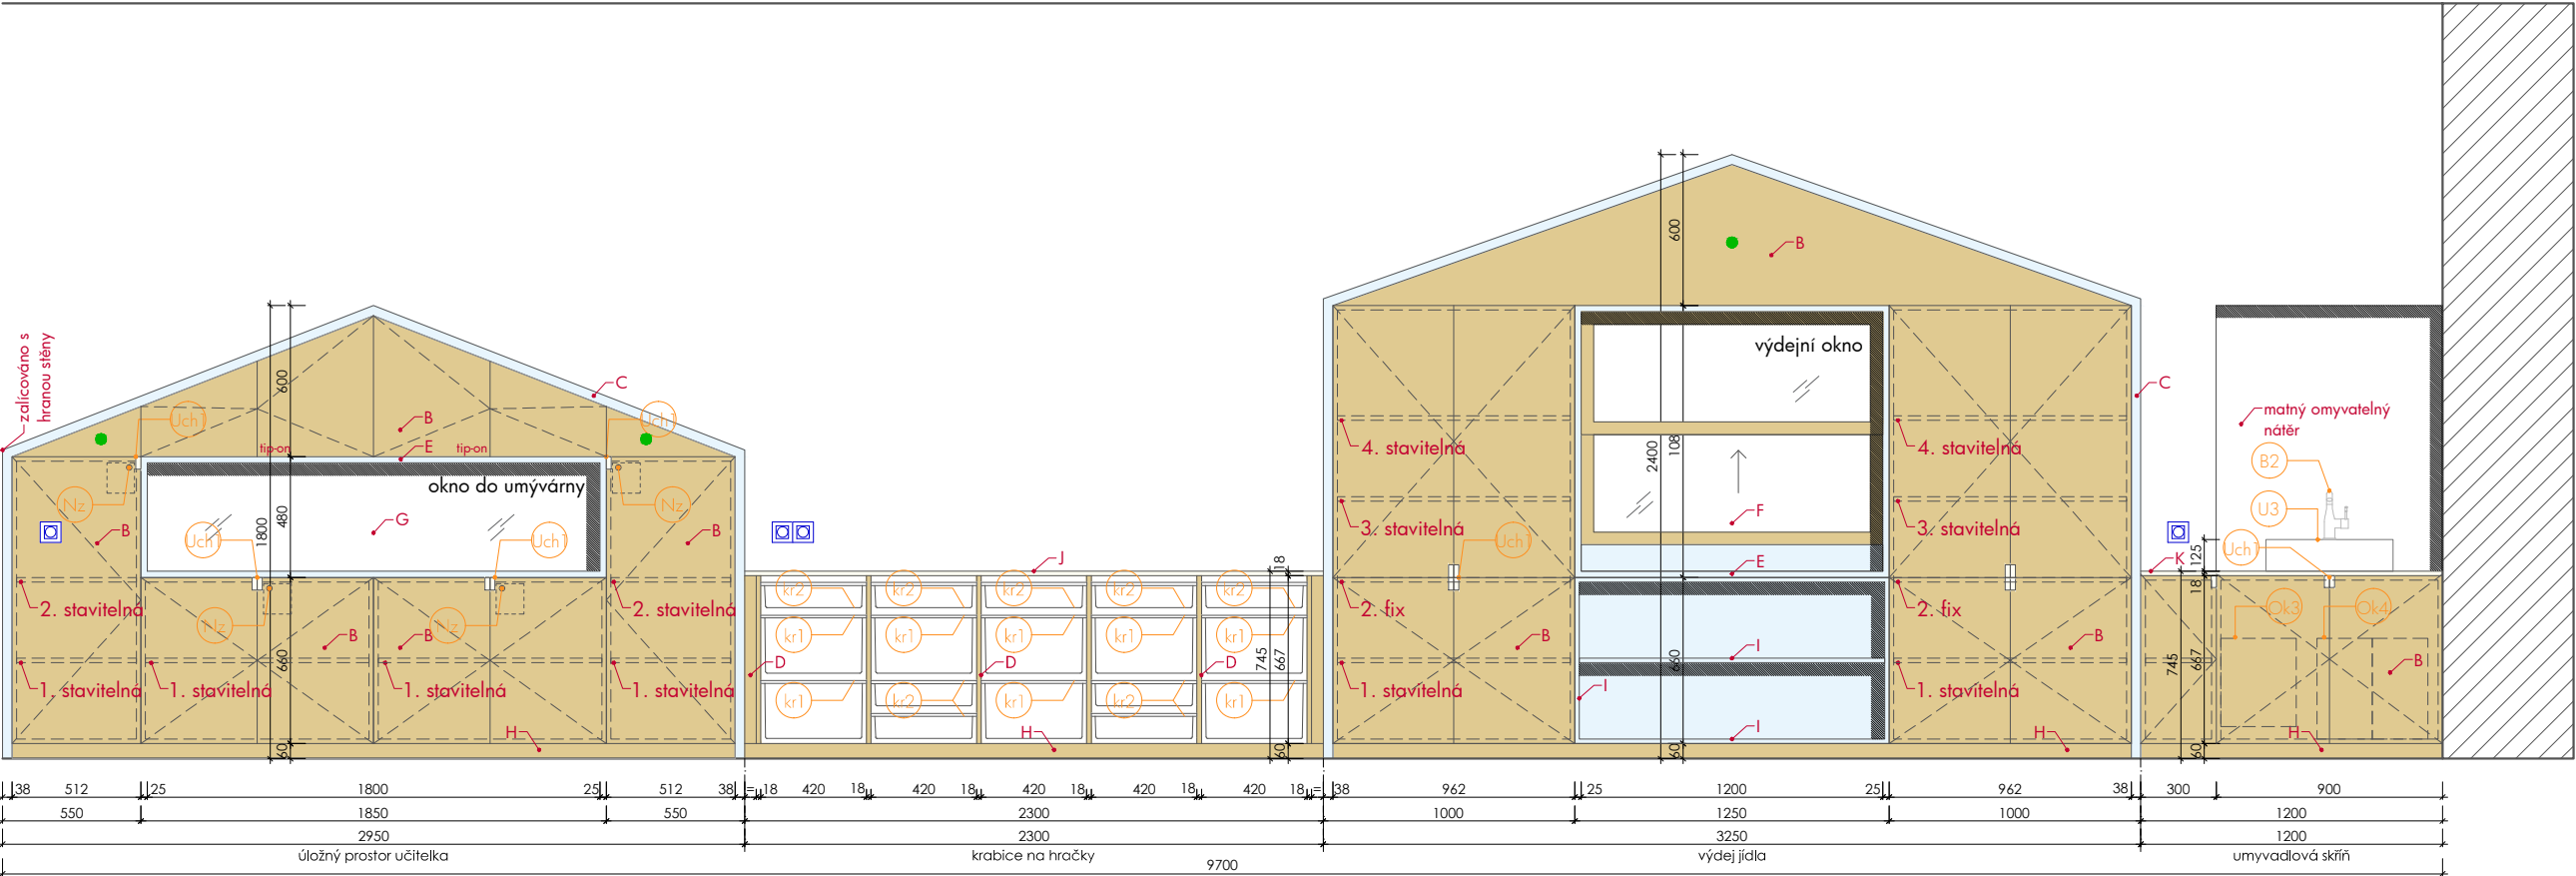 600
B
výdejní okno
2400
108
zalícováno s
hranou stěny
600
C
C
Uch1
B
Uch1
tip-on
E
tip-on
matný omyvatelný
nátěr
4. stavitelná
4. stavitelná
B2
okno do umývárny
Nz
Nz
U3
1800
480
G
B
B
Uch1
Uch1
3. stavitelná
F
3. stavitelná
Uch1
Uch1
125
J
18
E
K
18
kr2
kr2
kr2
kr2
kr2
2. stavitelná
2. stavitelná
2. fix
2. fix
Ok3
Ok4
Nz
Nz
B
B
kr1
kr1
kr1
kr1
kr1
B
B
660
745
667
I
660
745
667
B
D
D
D
1. stavitelná
1. stavitelná
1. stavitelná
1. stavitelná
1. stavitelná
I
1. stavitelná
kr1
kr2
kr1
kr2
kr1
H
H
I
H
H
60
60
60
60
38
512
25
1800
25
512
38
=
18
420
18
420
18
420
18
420
18
420
18
=
38
962
25
1200
25
962
38
300
900
550
1850
550
2300
1000
1250
1000
1200
2950
2300
3250
1200
úložný prostor učitelka
krabice na hračky
výdej jídla
umyvadlová skříň
9700